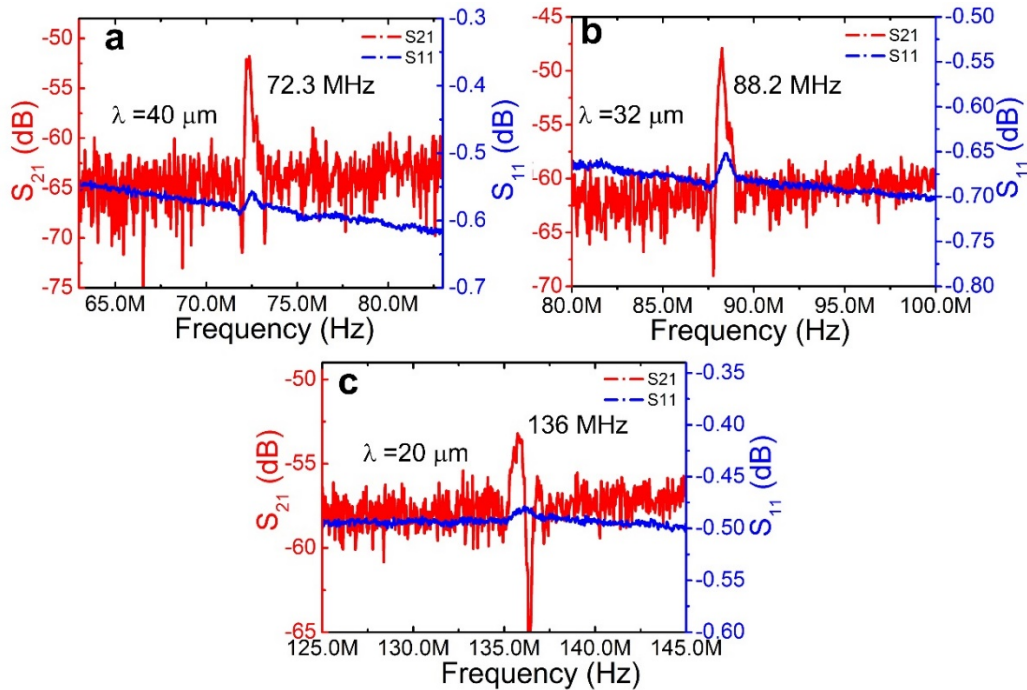 a
S21
S11
72.3 MHz
λ =40 μm
S21 (dB)
-50
-55
-60
-65
-70
-75
65.0M 70.0M 75.0M 80.0M
Frequency (Hz)
-0.3
-0.4
-0.5
-0.6
-0.7
S11 (dB)
b
S21
S11
88.2 MHz
λ =32 μm
S21 (dB)
-45
-50
-55
-60
-65
-70
80.0M 85.0M 90.0M 95.0M 100.0M
Frequency (Hz)
-0.50
-0.55
-0.60
-0.65
-0.70
-0.75
-0.80
S11 (dB)
c
S21
S11
136 MHz
λ =20 μm
S21 (dB)
-50
-55
-60
-65
125.0M 130.0M 135.0M 140.0M 145.0M
Frequency (Hz)
-0.35
-0.40
-0.45
-0.50
-0.55
-0.60
S11 (dB)